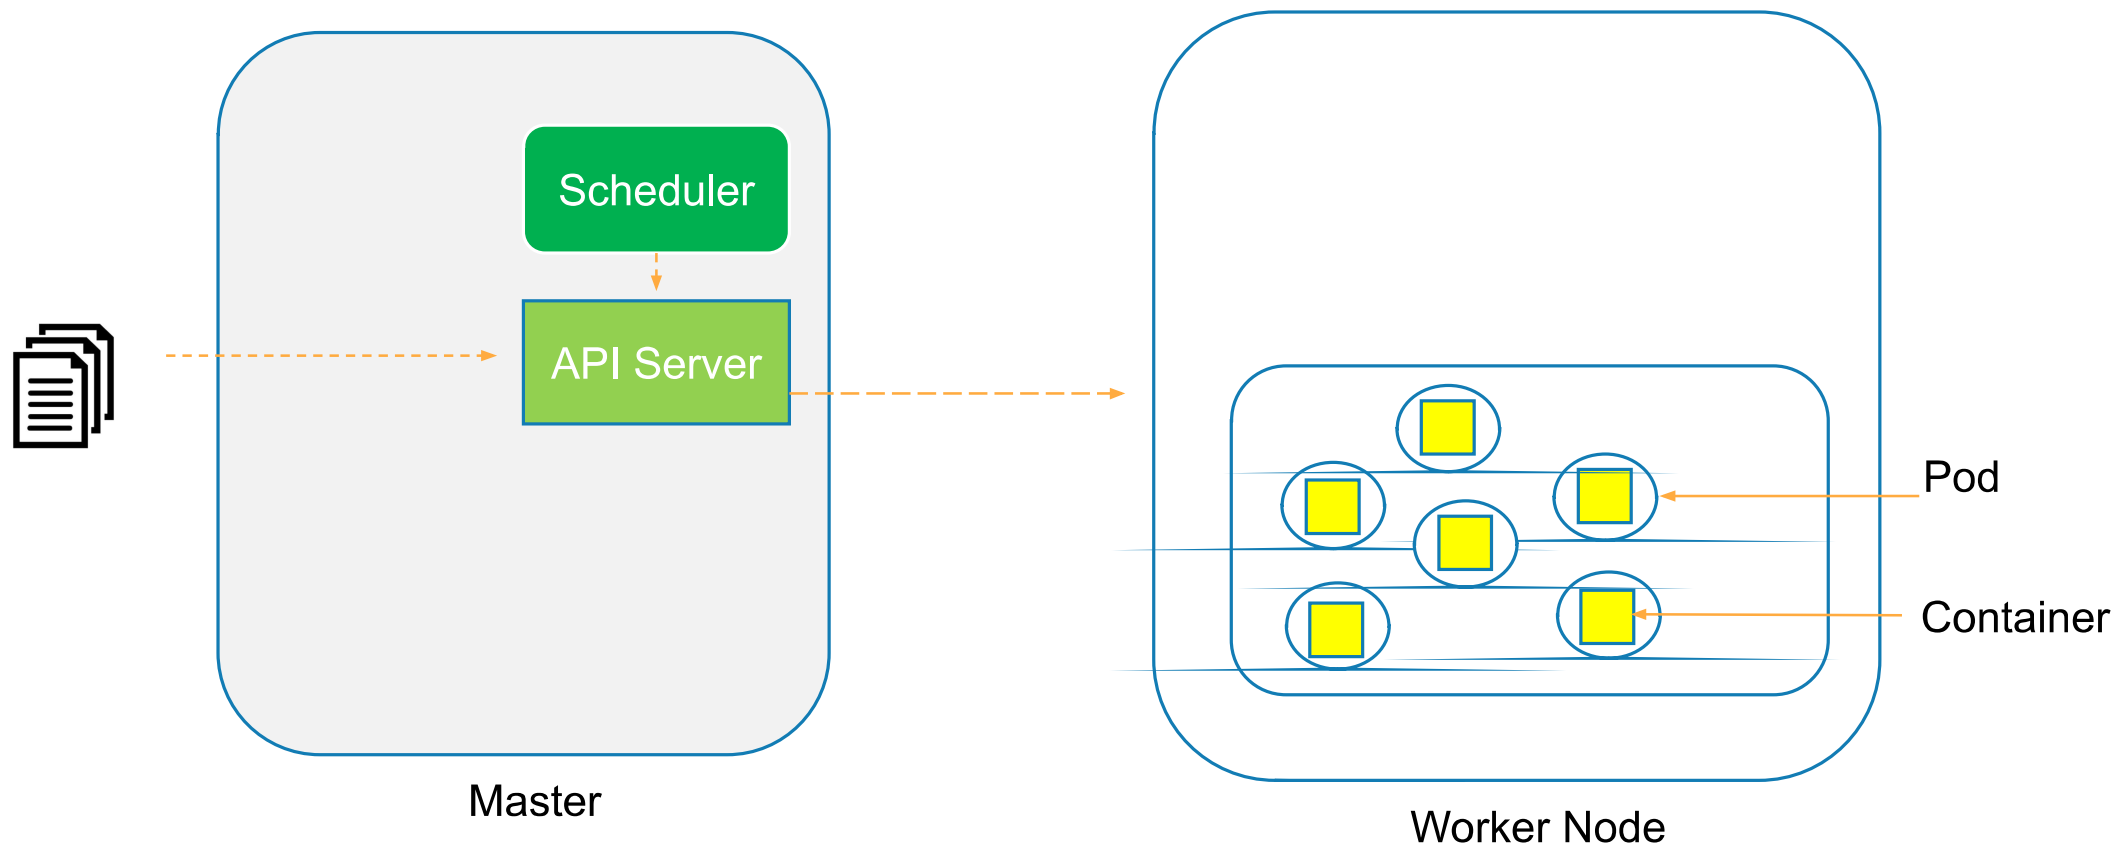 Scheduler
API Server
Pod
Container
Master
Worker Node